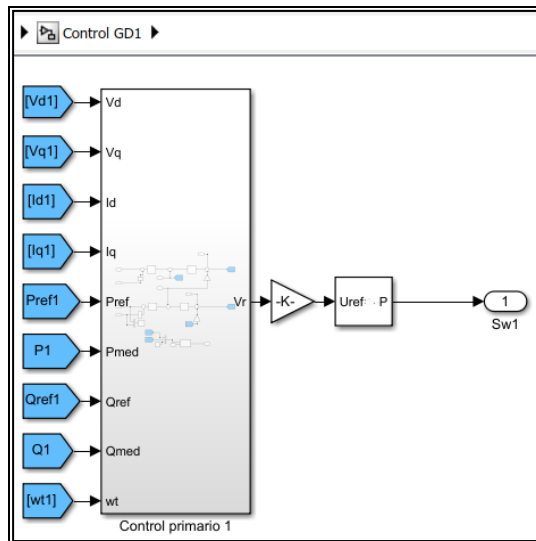 Control GD1
[Vd1] Vd
[Vq1] Vq
[Id1] Id
[Iq1] Iq
Pref1 Pref Vr -K- Uref P 1
Sw1
P1 Pmed
Qref1 Qref
Q1 Qmed
[wt1] wt
Control primario 1